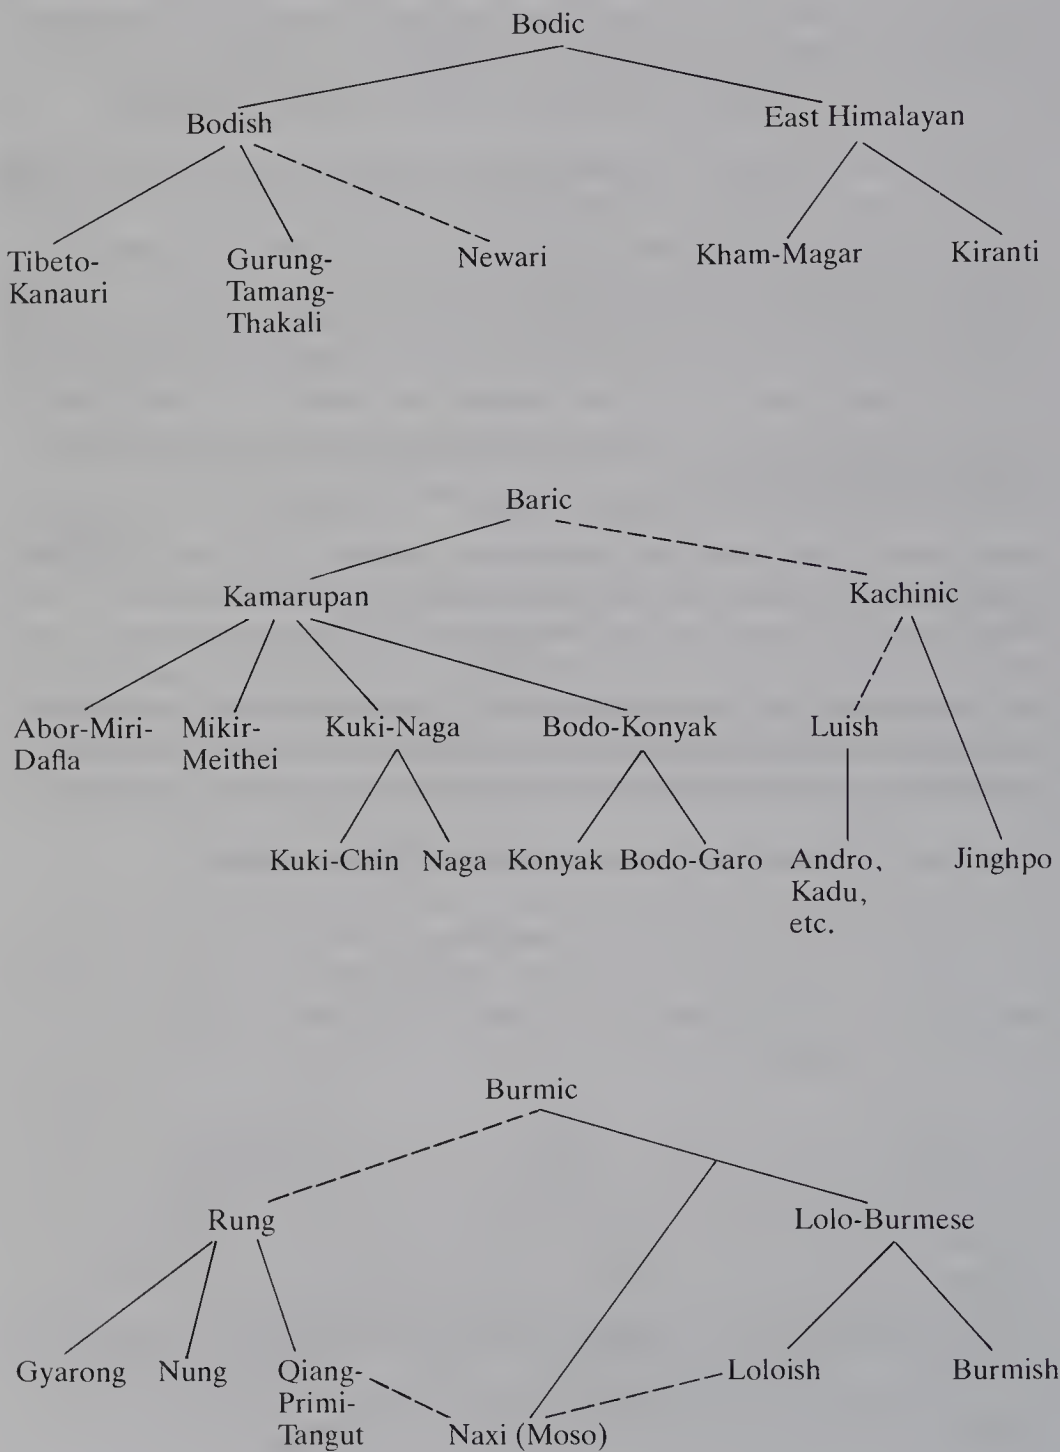 Bodic
Bodish
East Himalayan
Tibeto-
Kanauri
Gurung-
Tamang-
Thakali
Newari
Kham-Magar
Kiranti
Baric
Kamarupan
Kachinic
Abor-Miri-
Dafla
Mikir-
Meithei
Kuki-Naga
Bodo-Konyak
Luish
Kuki-Chin
Naga
Konyak
Bodo-Garo
Andro,
Kadu,
etc.
Jinghpo
Burmic
Rung
Lolo-Burmese
Gyarong
Nung
Qiang-
Primi-
Tangut
Naxi (Moso)
Loloish
Burmish